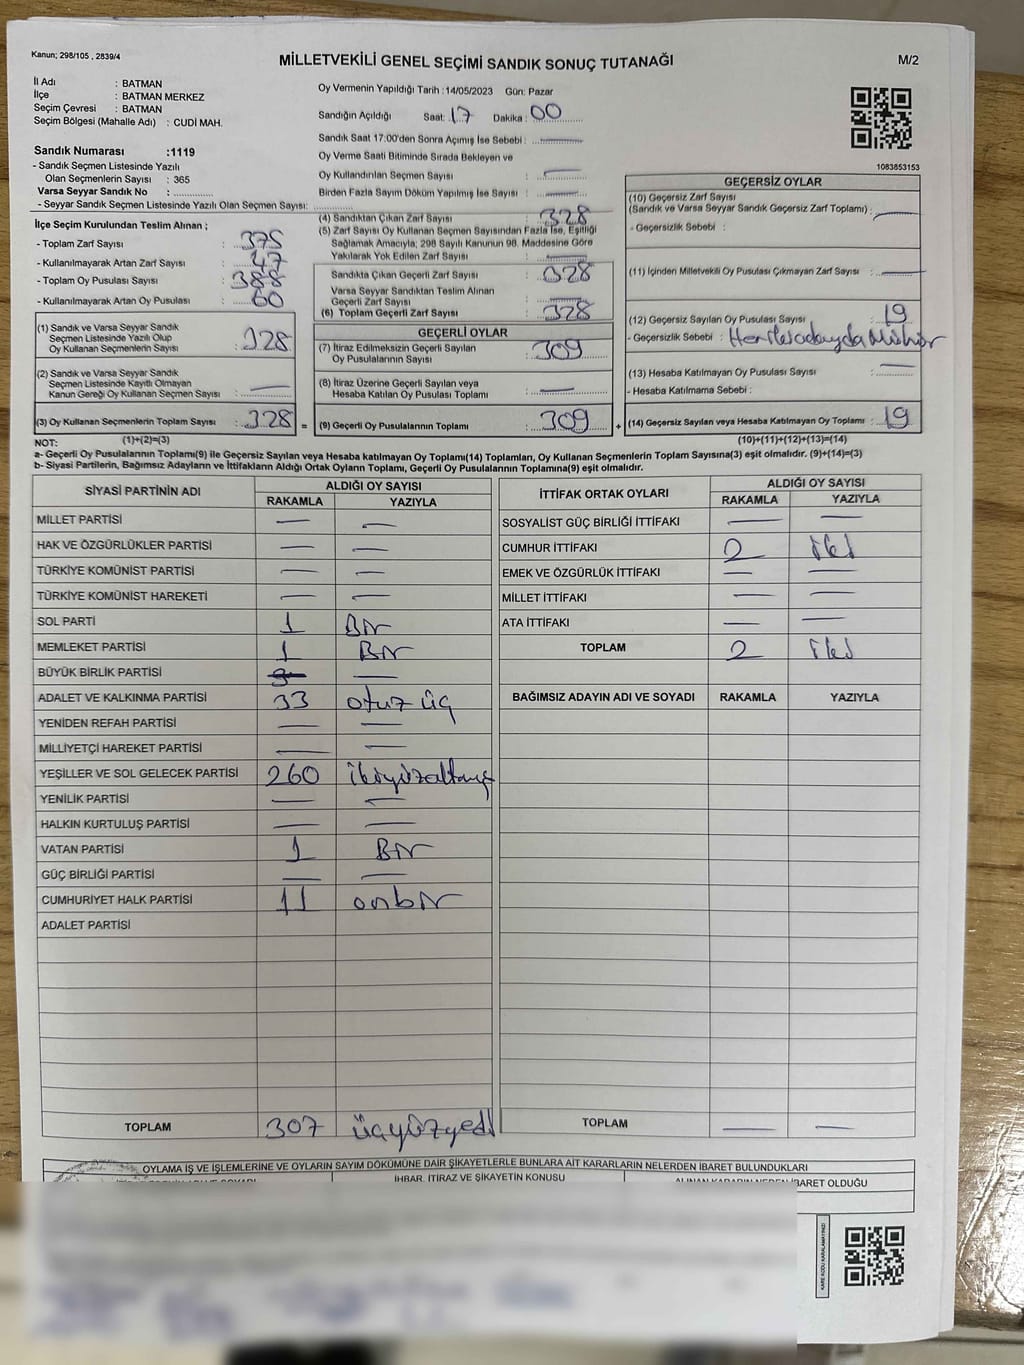 Kanun; 298/105 , 2839/4
MİLLETVEKİLİ GENEL SEÇİMİ SANDIK SONUÇ TUTANAĞI
M/2
İl Adı : BATMAN
İlçe : BATMAN MERKEZ
Seçim Çevresi : BATMAN
Seçim Bölgesi (Mahalle Adı) : CUDİ MAH.
Sandık Numarası :1119
- Sandık Seçmen Listesinde Yazılı
Olan Seçmenlerin Sayısı : 365
Varsa Seyyar Sandık No :
- Seyyar Sandık Seçmen Listesinde Yazılı Olan Seçmen Sayısı:
Oy Vermenin Yapıldığı Tarih :14/05/2023 Gün: Pazar
Sandığın Açıldığı Saat: 17 Dakika : 00
Sandık Saat 17:00'den Sonra Açımış İse Sebebi : —
Oy Verme Saati Bitiminde Sırada Bekleyen ve
Oy Kullandırılan Seçmen Sayısı : —
Birden Fazla Sayım Döküm Yapılmış İse Sayısı : —
1083853153
İlçe Seçim Kurulundan Teslim Alınan ;
- Toplam Zarf Sayısı : 375
- Kullanılmayarak Artan Zarf Sayısı : 47
- Toplam Oy Pusulası Sayısı : 388
- Kullanılmayarak Artan Oy Pusulası : 60
(4) Sandıktan Çıkan Zarf Sayısı : 328
(5) Zarf Sayısı Oy Kullanan Seçmen Sayısından Fazla İse, Eşitliği
Sağlamak Amacıyla; 298 Sayılı Kanunun 98. Maddesine Göre
Yakılarak Yok Edilen Zarf Sayısı : —
Sandıkta Çıkan Geçerli Zarf Sayısı : 328
Varsa Seyyar Sandıktan Teslim Alınan
Geçerli Zarf Sayısı : —
(6) Toplam Geçerli Zarf Sayısı : 328
GEÇERSİZ OYLAR
(10) Geçersiz Zarf Sayısı
(Sandık ve Varsa Seyyar Sandık Geçersiz Zarf Toplamı) : —
- Geçersizlik Sebebi :
(11) İçinden Milletvekili Oy Pusulası Çıkmayan Zarf Sayısı : —
(12) Geçersiz Sayılan Oy Pusulası Sayısı : 19
- Geçersizlik Sebebi :
(13) Hesaba Katılmayan Oy Pusulası Sayısı : —
- Hesaba Katılmama Sebebi :
(14) Geçersiz Sayılan veya Hesaba Katılmayan Oy Toplamı : 19
(1) Sandık ve Varsa Seyyar Sandık
Seçmen Listesinde Yazılı Olup
Oy Kullanan Seçmenlerin Sayısı : 328
(2) Sandık ve Varsa Seyyar Sandık
Seçmen Listesinde Kayıtlı Olmayan
Kanun Gereği Oy Kullanan Seçmen Sayısı : —
(3) Oy Kullanan Seçmenlerin Toplam Sayısı : 328 =
GEÇERLİ OYLAR
(7) İtiraz Edilmeksizin Geçerli Sayılan
Oy Pusulalarının Sayısı : 309
(8) İtiraz Üzerine Geçerli Sayılan veya
Hesaba Katılan Oy Pusulası Toplamı : —
(9) Geçerli Oy Pusulalarının Toplamı : 309 +
NOT: (1)+(2)=(3) (10)+(11)+(12)+(13)=(14)
a- Geçerli Oy Pusulalarının Toplamı(9) ile Geçersiz Sayılan veya Hesaba katılmayan Oy Toplamı(14) Toplamları, Oy Kullanan Seçmenlerin Toplam Sayısına(3) eşit olmalıdır. (9)+(14)=(3)
b- Siyasi Partilerin, Bağımsız Adayların ve İttifakların Aldığı Ortak Oyların Toplamı, Geçerli Oy Pusulalarının Toplamına(9) eşit olmalıdır.
SİYASİ PARTİNİN ADI ALDIĞI OY SAYISI
RAKAMLA YAZIYLA
MİLLET PARTİSİ — —
HAK VE ÖZGÜRLÜKLER PARTİSİ — —
TÜRKİYE KOMÜNİST PARTİSİ — —
TÜRKİYE KOMÜNİST HAREKETİ — —
SOL PARTİ 1 Bir
MEMLEKET PARTİSİ 1 Bir
BÜYÜK BİRLİK PARTİSİ —
ADALET VE KALKINMA PARTİSİ 33 otuz üç
YENİDEN REFAH PARTİSİ — —
MİLLİYETÇİ HAREKET PARTİSİ — —
YEŞİLLER VE SOL GELECEK PARTİSİ 260 ikiyüzaltmış
YENİLİK PARTİSİ — —
HALKIN KURTULUŞ PARTİSİ — —
VATAN PARTİSİ 1 Bir
GÜÇ BİRLİĞİ PARTİSİ — —
CUMHURİYET HALK PARTİSİ 11 onbir
ADALET PARTİSİ
TOPLAM 307 üçyüzyedi
İTTİFAK ORTAK OYLARI ALDIĞI OY SAYISI
RAKAMLA YAZIYLA
SOSYALİST GÜÇ BİRLİĞİ İTTİFAKI — —
CUMHUR İTTİFAKI 2 iki
EMEK VE ÖZGÜRLÜK İTTİFAKI — —
MİLLET İTTİFAKI — —
ATA İTTİFAKI — —
TOPLAM 2 iki
BAĞIMSIZ ADAYIN ADI VE SOYADI RAKAMLA YAZIYLA
TOPLAM — —
OYLAMA İŞ VE İŞLEMLERİNE VE OYLARIN SAYIM DÖKÜMÜNE DAİR ŞİKAYETLERLE BUNLARA AİT KARARLARIN NELERDEN İBARET BULUNDUKLARI
İHBAR, İTİRAZ VE ŞİKAYETİN KONUSU
ALINAN KARARIN NEDEN İBARET OLDUĞU
KARE KODU KARALAMAYINIZ!